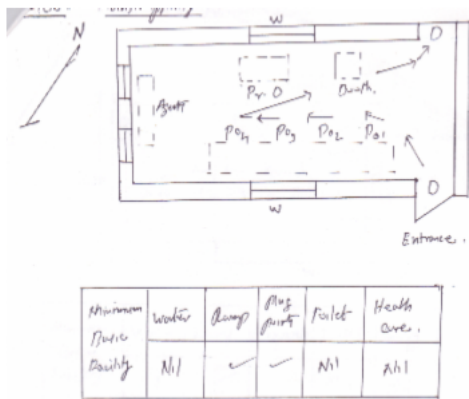 N
W
D
Pr. O
Booth.
Agent
PO4 PO3 PO2 PO1
D
W
Entrance.
Minimum Basic Facility
Water
Ramp
Plug point
Toilet
Health care.
Nil
✓
✓
Nil
Nil